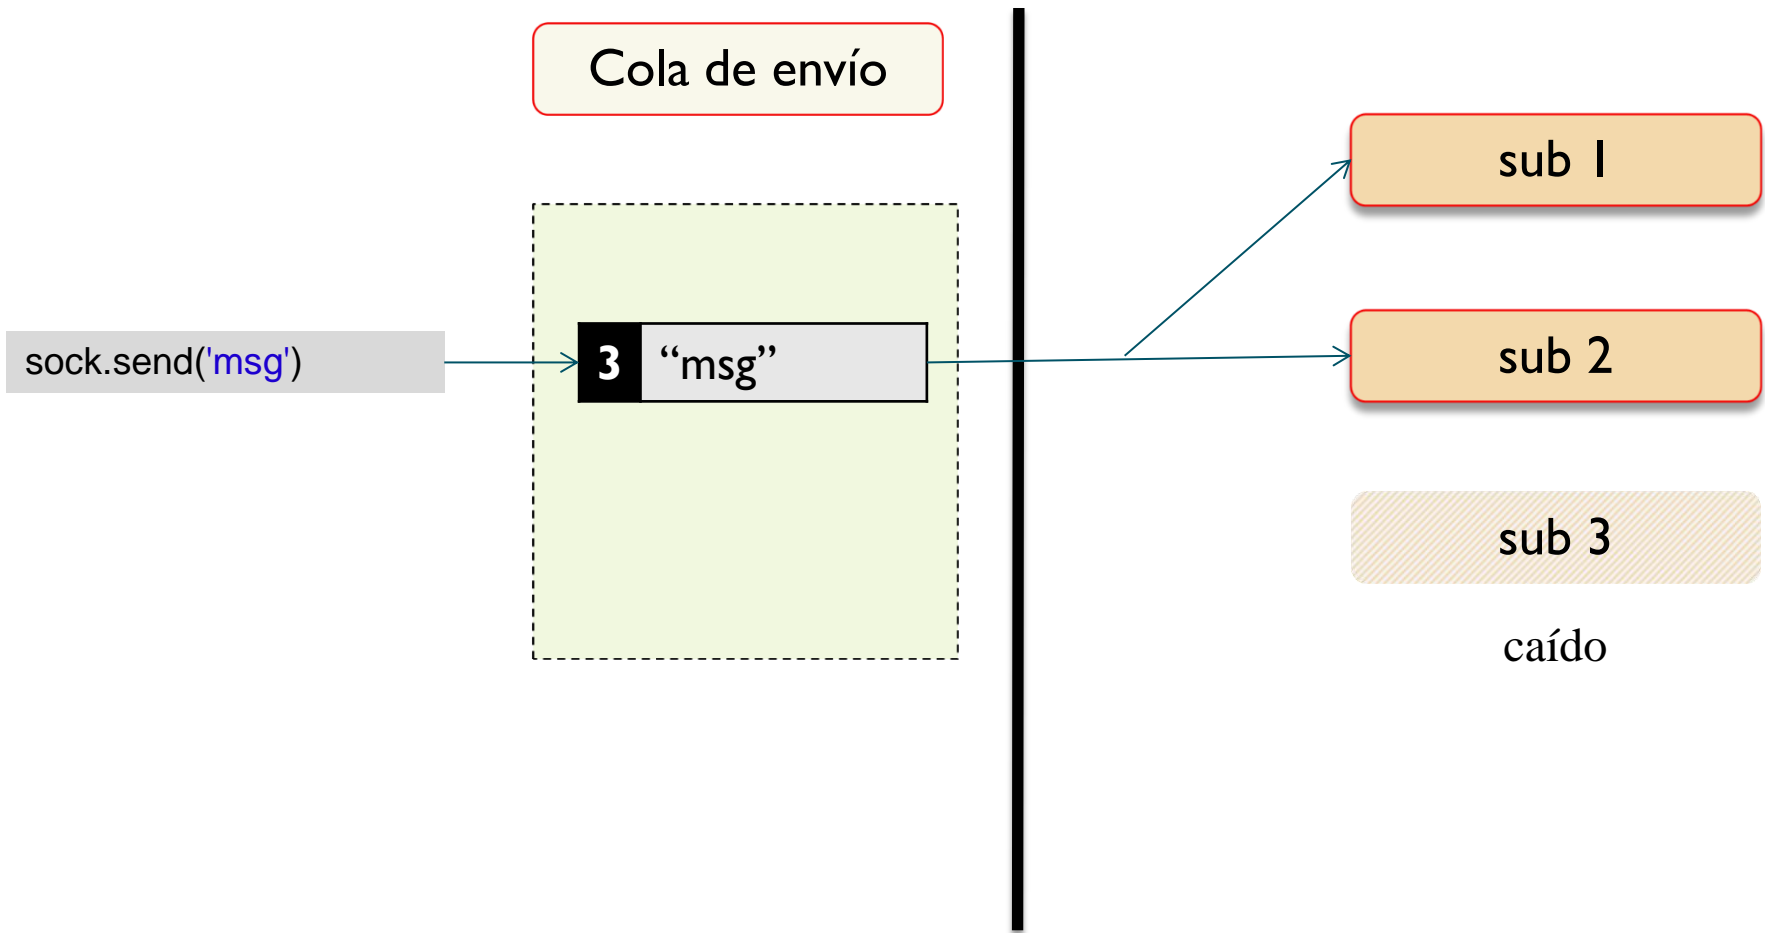 Cola de envío
sub 1
sock.send('msg')
3 “msg”
sub 2
sub 3
caído